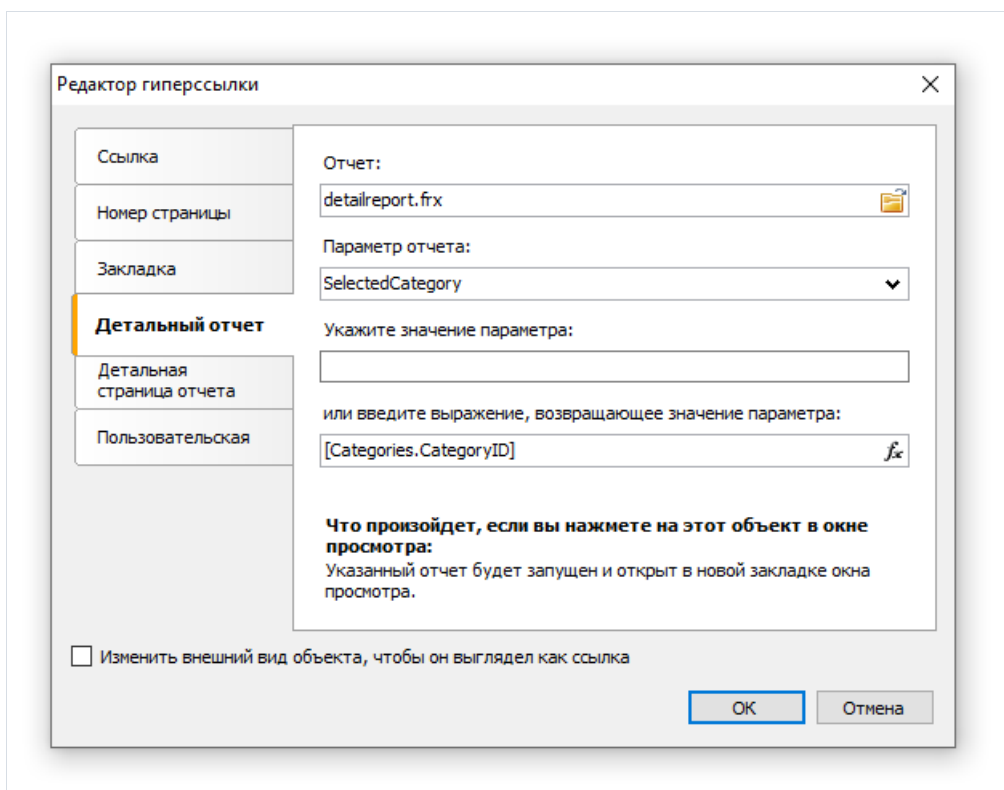 Редактор гиперссылки
Ссылка
Номер страницы
Закладка
Детальный отчет
Детальная
страница отчета
Пользовательская
Отчет:
detailreport.frx
Параметр отчета:
SelectedCategory
Укажите значение параметра:
или введите выражение, возвращающее значение параметра:
[Categories.CategoryID]
fx
Что произойдет, если вы нажмете на этот объект в окне
просмотра:
Указанный отчет будет запущен и открыт в новой закладке окна
просмотра.
Изменить внешний вид объекта, чтобы он выглядел как ссылка
OK
Отмена